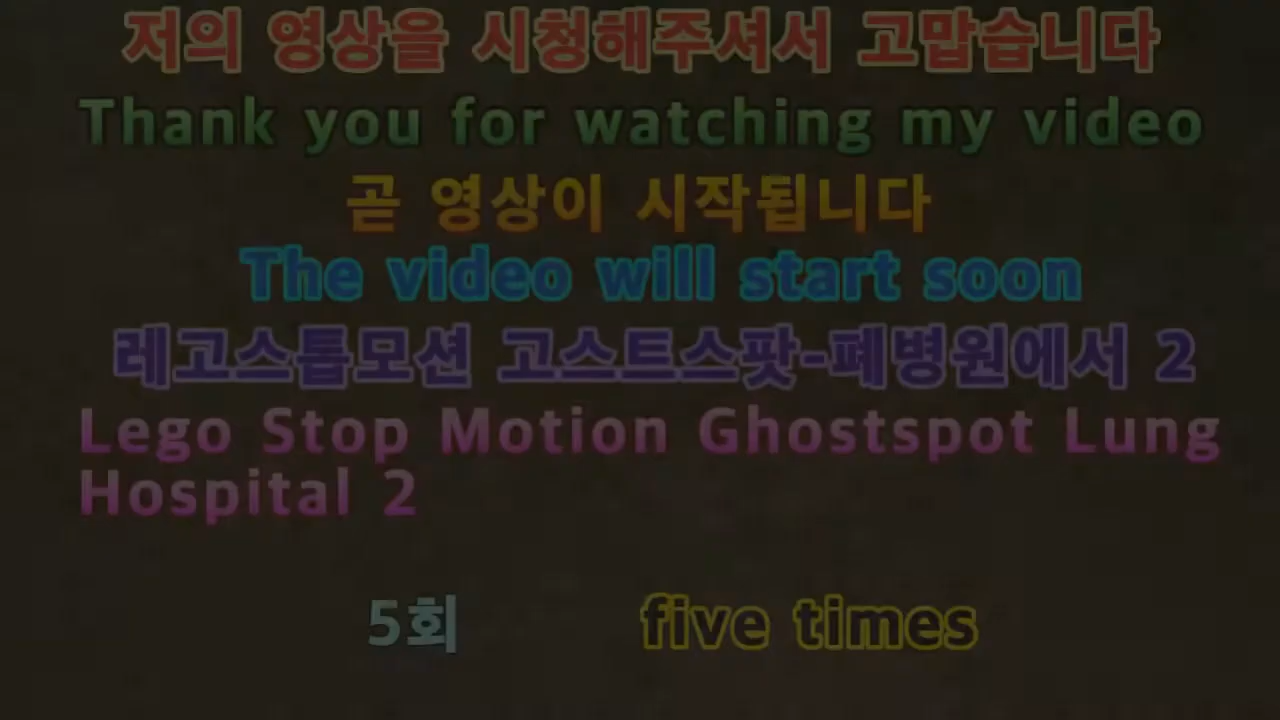 저의 영상을 시청해주셔서 고맙습니다
Thank you for watching my video
곧 영상이 시작됩니다
The video will start soon
레고스톱모션 고스트스팟-폐병원에서 2
Lego Stop Motion Ghostspot Lung
Hospital 2
5회 five times